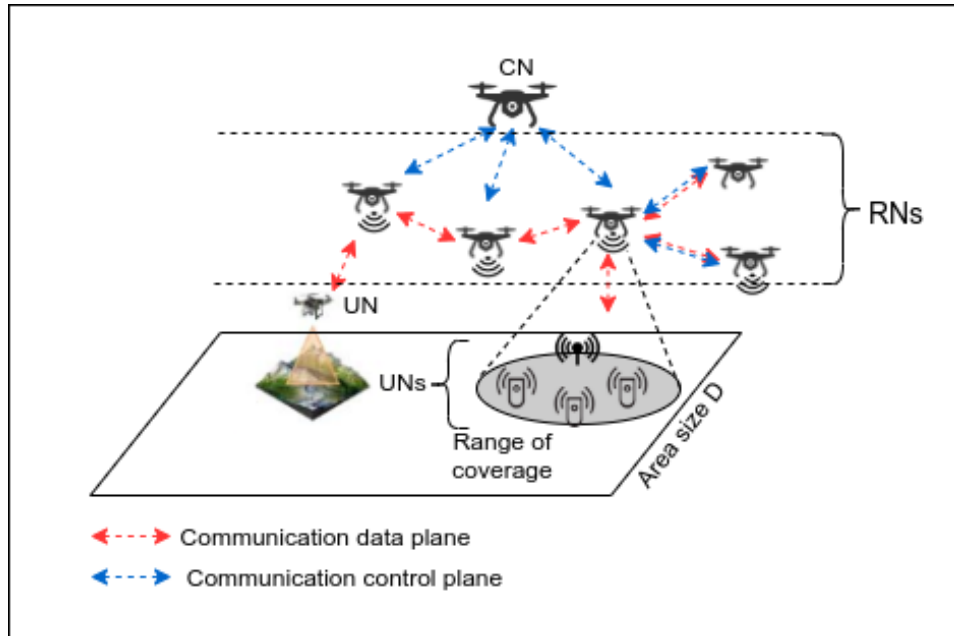 CN
RNs
UN
UNs
Range of
coverage
Area size D
Communication data plane
Communication control plane